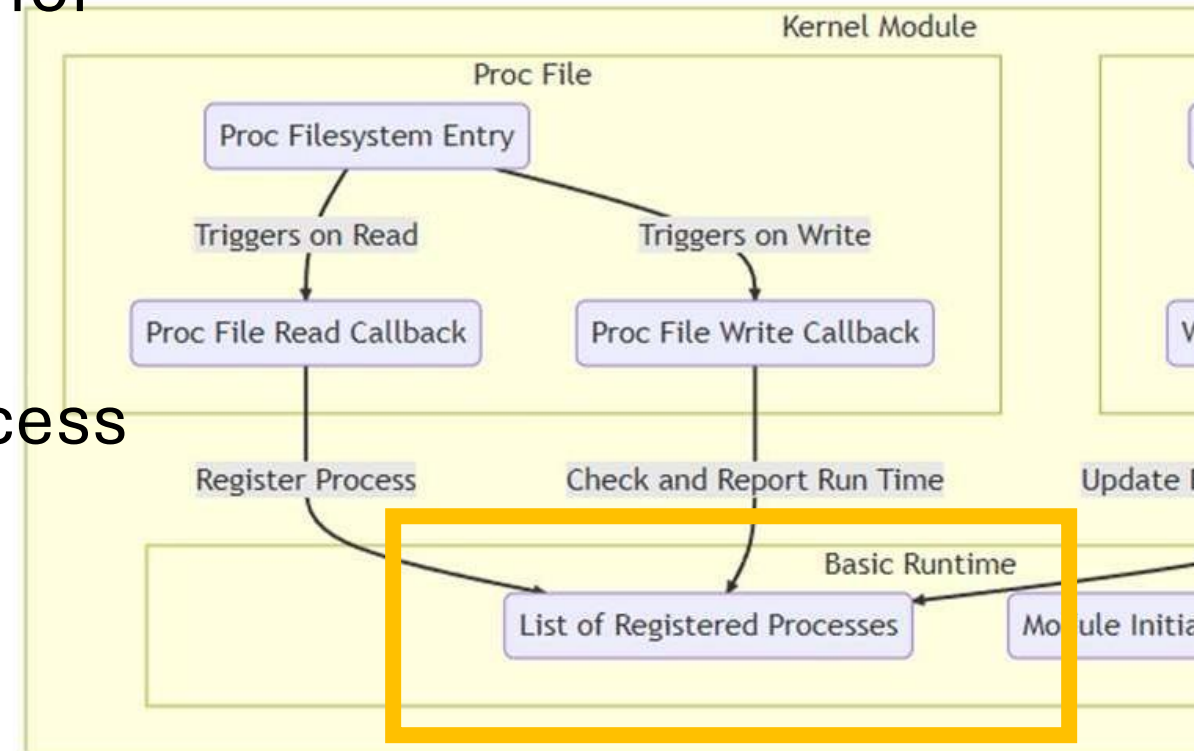 Kernel Module
Proc File
Proc Filesystem Entry
Triggers on Read
Triggers on Write
Proc File Read Callback
Proc File Write Callback
cess
Register Process
Check and Report Run Time
Update
Basic Runtime
List of Registered Processes
Module Initia